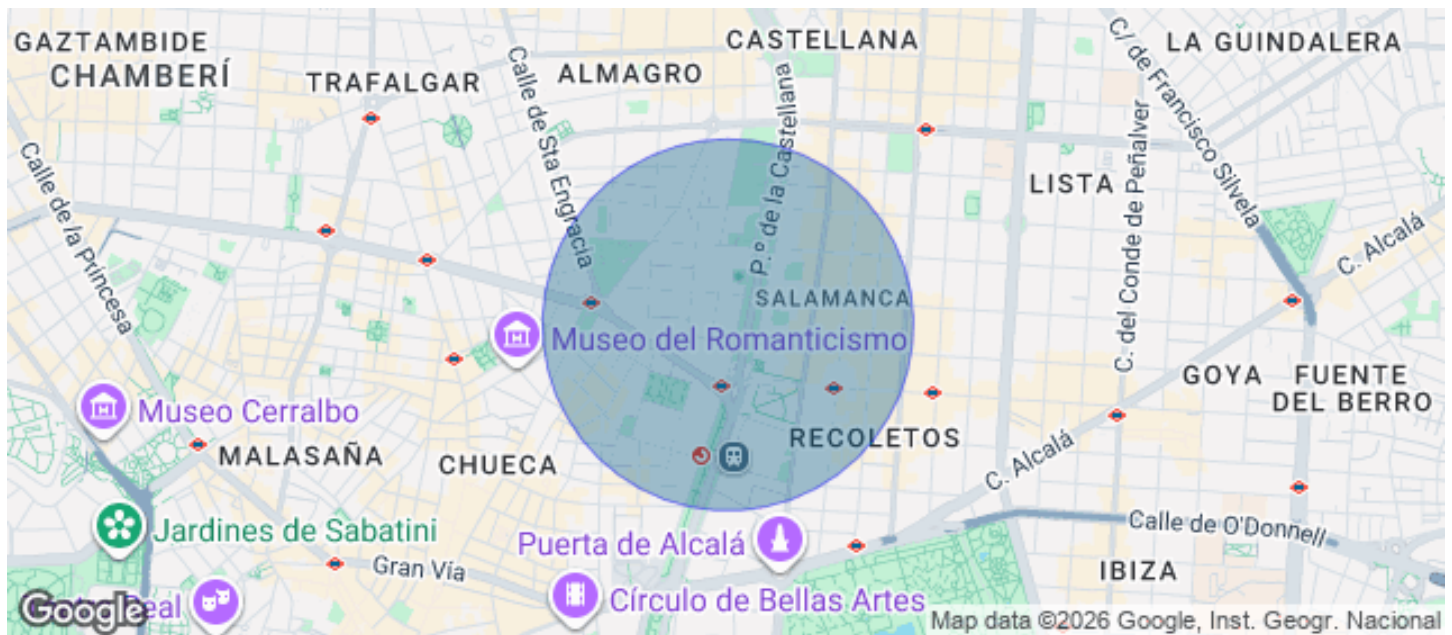 GAZTAMBIDE
CHAMBERÍ
TRAFALGAR
ALMAGRO
CASTELLANA
LA GUINDALERA
C/ de Francisco Silvela
Calle de Sta Engracia
P.º de la Castellana
C. del Conde de Peñalver
LISTA
Calle de la Princesa
SALAMANCA
C. Alcalá
Museo del Romanticismo
GOYA
FUENTE
DEL BERRO
Museo Cerralbo
MALASAÑA
CHUECA
RECOLETOS
C. Alcalá
Jardines de Sabatini
Puerta de Alcalá
Calle de O'Donnell
Gran Vía
IBIZA
Real
Círculo de Bellas Artes
Google
Map data ©2026 Google, Inst. Geogr. Nacional